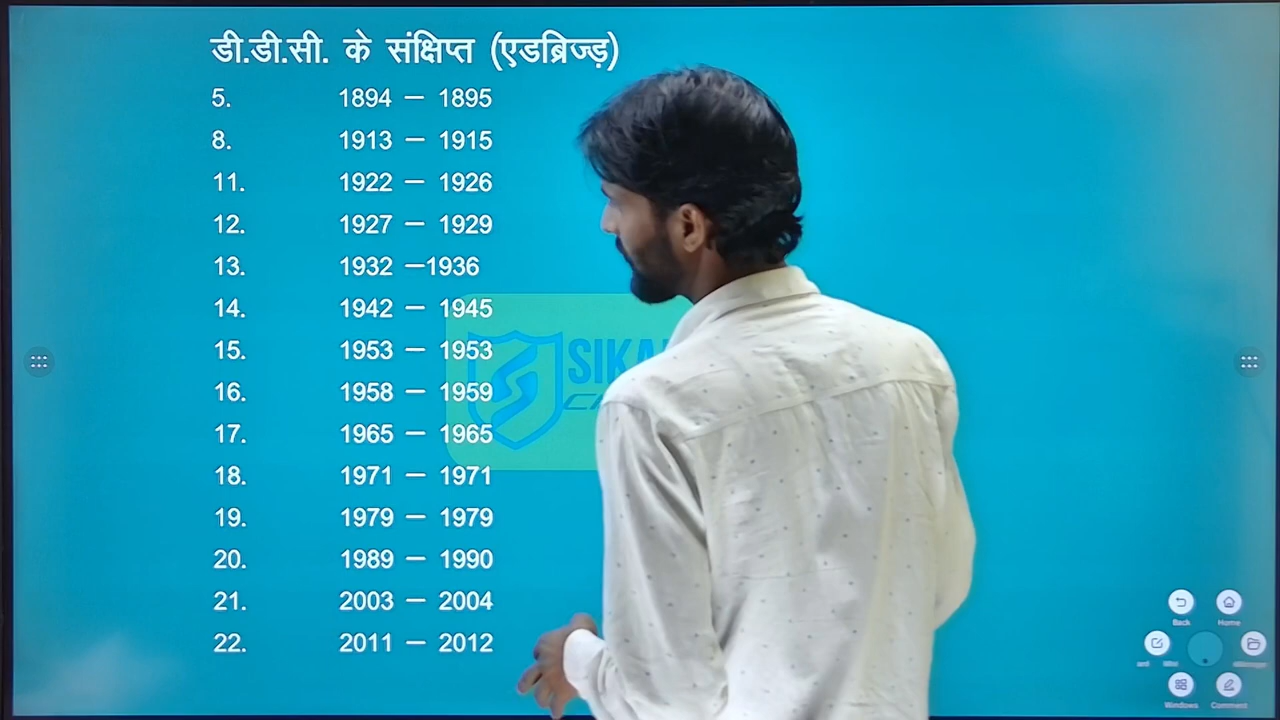 डी.डी.सी. के संक्षिप्त (एडब्रिज्ड़)
5. 1894 – 1895
8. 1913 – 1915
11. 1922 – 1926
12. 1927 – 1929
13. 1932 –1936
14. 1942 – 1945
15. 1953 – 1953
16. 1958 – 1959
17. 1965 – 1965
18. 1971 – 1971
19. 1979 – 1979
20. 1989 – 1990
21. 2003 – 2004
22. 2011 – 2012
Back Home
Windows Comment